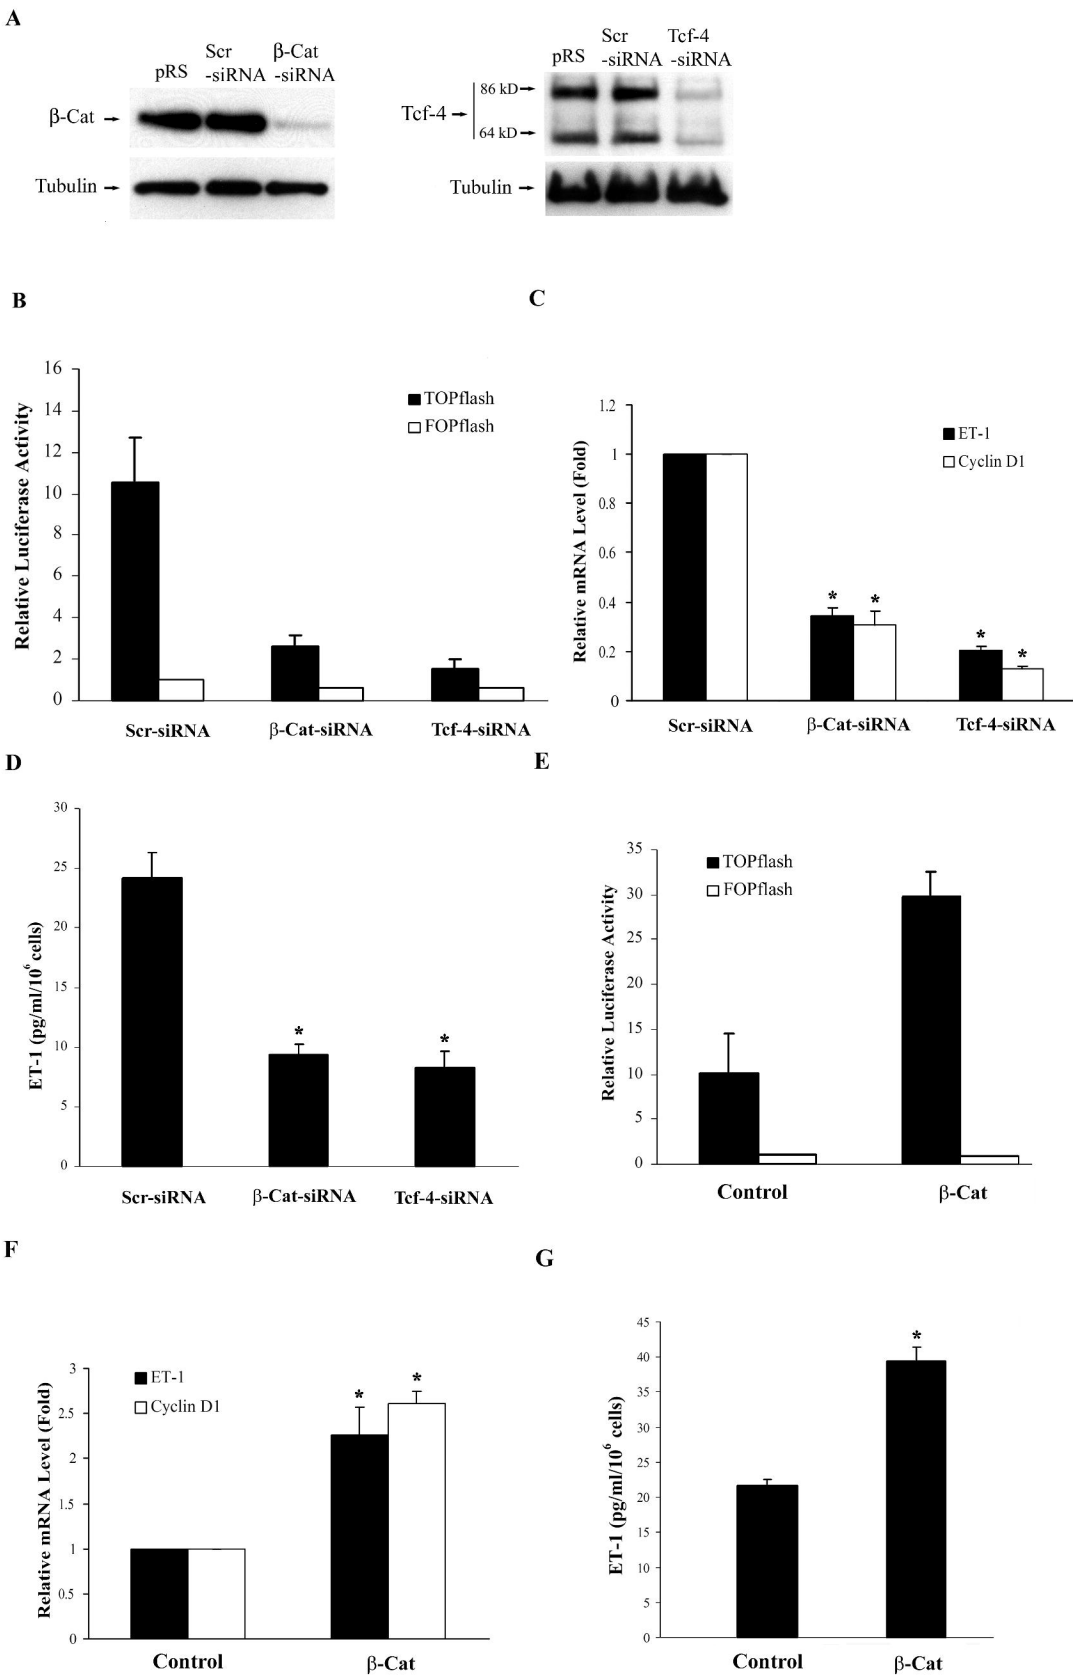 A
pRS
Scr
-siRNA
β-Cat
-siRNA
β-Cat
Tubulin
pRS
Scr
-siRNA
Tcf-4
-siRNA
Tcf-4
86 kD
64 kD
Tubulin
B
Relative Luciferase Activity
16
14
12
10
8
6
4
2
0
TOPflash
FOPflash
Scr-siRNA
β-Cat-siRNA
Tcf-4-siRNA
C
Relative mRNA Level (Fold)
1.2
1
0.8
0.6
0.4
0.2
0
ET-1
Cyclin D1
* *
* *
Scr-siRNA
β-Cat-siRNA
Tcf-4-siRNA
D
ET-1 (pg/ml/10⁶ cells)
30
25
20
15
10
5
0
*
*
Scr-siRNA
β-Cat-siRNA
Tcf-4-siRNA
E
Relative Luciferase Activity
35
30
25
20
15
10
5
0
TOPflash
FOPflash
Control
β-Cat
F
Relative mRNA Level (Fold)
3
2.5
2
1.5
1
0.5
0
ET-1
Cyclin D1
* *
Control
β-Cat
G
ET-1 (pg/ml/10⁶ cells)
45
40
35
30
25
20
15
10
5
0
*
Control
β-Cat